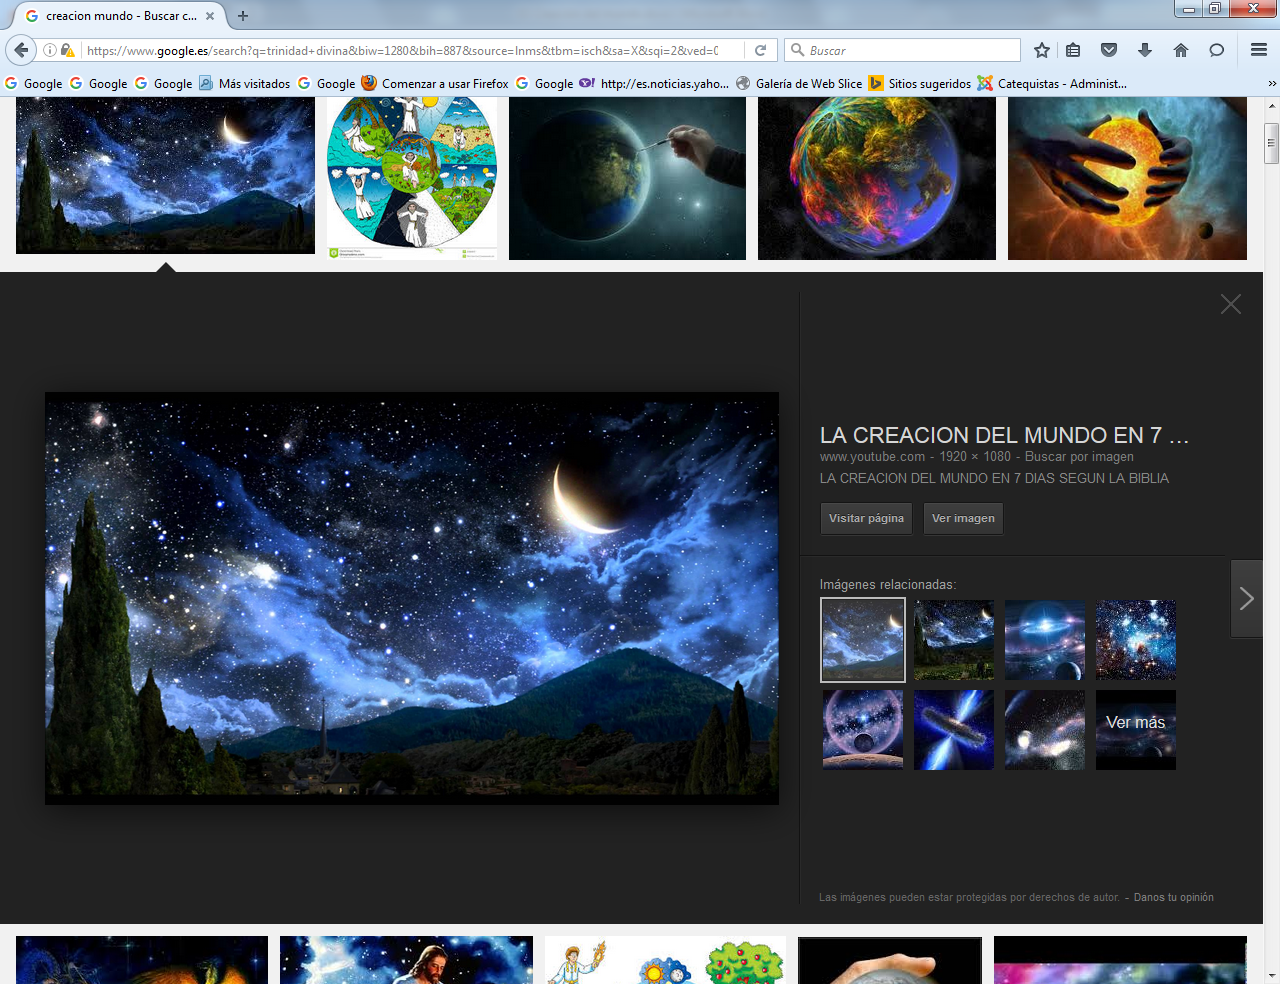 creacion mundo - Buscar c...
https://www.google.es/search?q=trinidad+divina&biw=1280&bih=887&source=lnms&tbm=isch&sa=X&sqi=2&ved=0
Buscar
Google
Google
Google
Más visitados
Google
Comenzar a usar Firefox
Google
http://es.noticias.yaho...
Galería de Web Slice
Sitios sugeridos
Catequistas - Administ...
LA CREACION DEL MUNDO EN 7 ...
www.youtube.com - 1920 × 1080 - Buscar por imagen
LA CREACION DEL MUNDO EN 7 DIAS SEGUN LA BIBLIA
Visitar página
Ver imagen
Imágenes relacionadas:
Ver más
Las imágenes pueden estar protegidas por derechos de autor. - Danos tu opinión